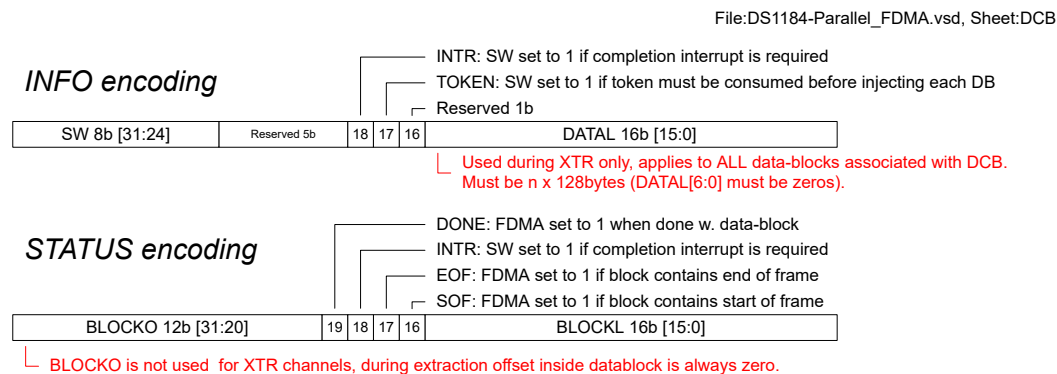 File:DS1184-Parallel_FDMA.vsd, Sheet:DCB
INTR: SW set to 1 if completion interrupt is required
INFO encoding
TOKEN: SW set to 1 if token must be consumed before injecting each DB
Reserved 1b
SW 8b [31:24] Reserved 5b 18 17 16 DATAL 16b [15:0]
Used during XTR only, applies to ALL data-blocks associated with DCB.
Must be n x 128bytes (DATAL[6:0] must be zeros).
DONE: FDMA set to 1 when done w. data-block
STATUS encoding
INTR: SW set to 1 if completion interrupt is required
EOF: FDMA set to 1 if block contains end of frame
SOF: FDMA set to 1 if block contains start of frame
BLOCKO 12b [31:20] 19 18 17 16 BLOCKL 16b [15:0]
BLOCKO is not used for XTR channels, during extraction offset inside datablock is always zero.